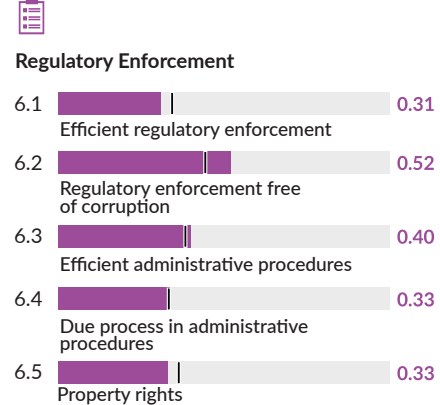 Regulatory Enforcement
6.1 0.31
Efficient regulatory enforcement
6.2 0.52
Regulatory enforcement free
of corruption
6.3 0.40
Efficient administrative procedures
6.4 0.33
Due process in administrative
procedures
6.5 0.33
Property rights